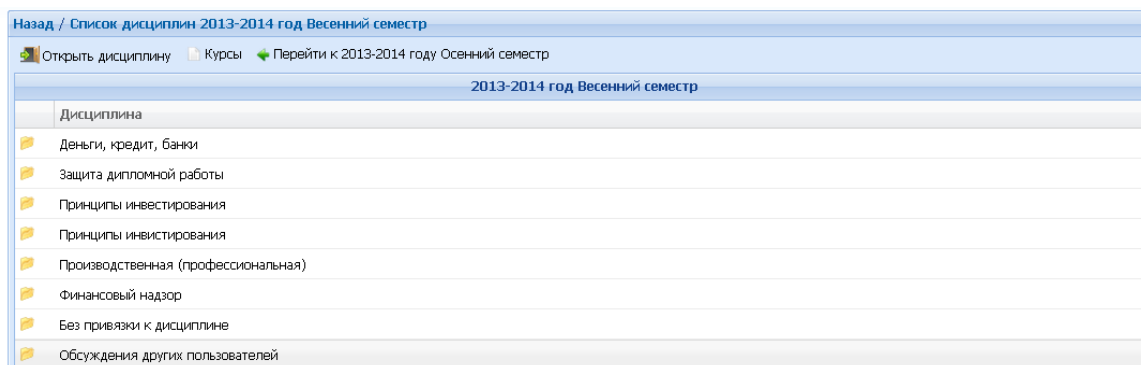 Назад / Список дисциплин 2013-2014 год Весенний семестр
Открыть дисциплину Курсы Перейти к 2013-2014 году Осенний семестр
2013-2014 год Весенний семестр
Дисциплина
Деньги, кредит, банки
Защита дипломной работы
Принципы инвестирования
Принципы инвистирования
Производственная (профессиональная)
Финансовый надзор
Без привязки к дисциплине
Обсуждения других пользователей